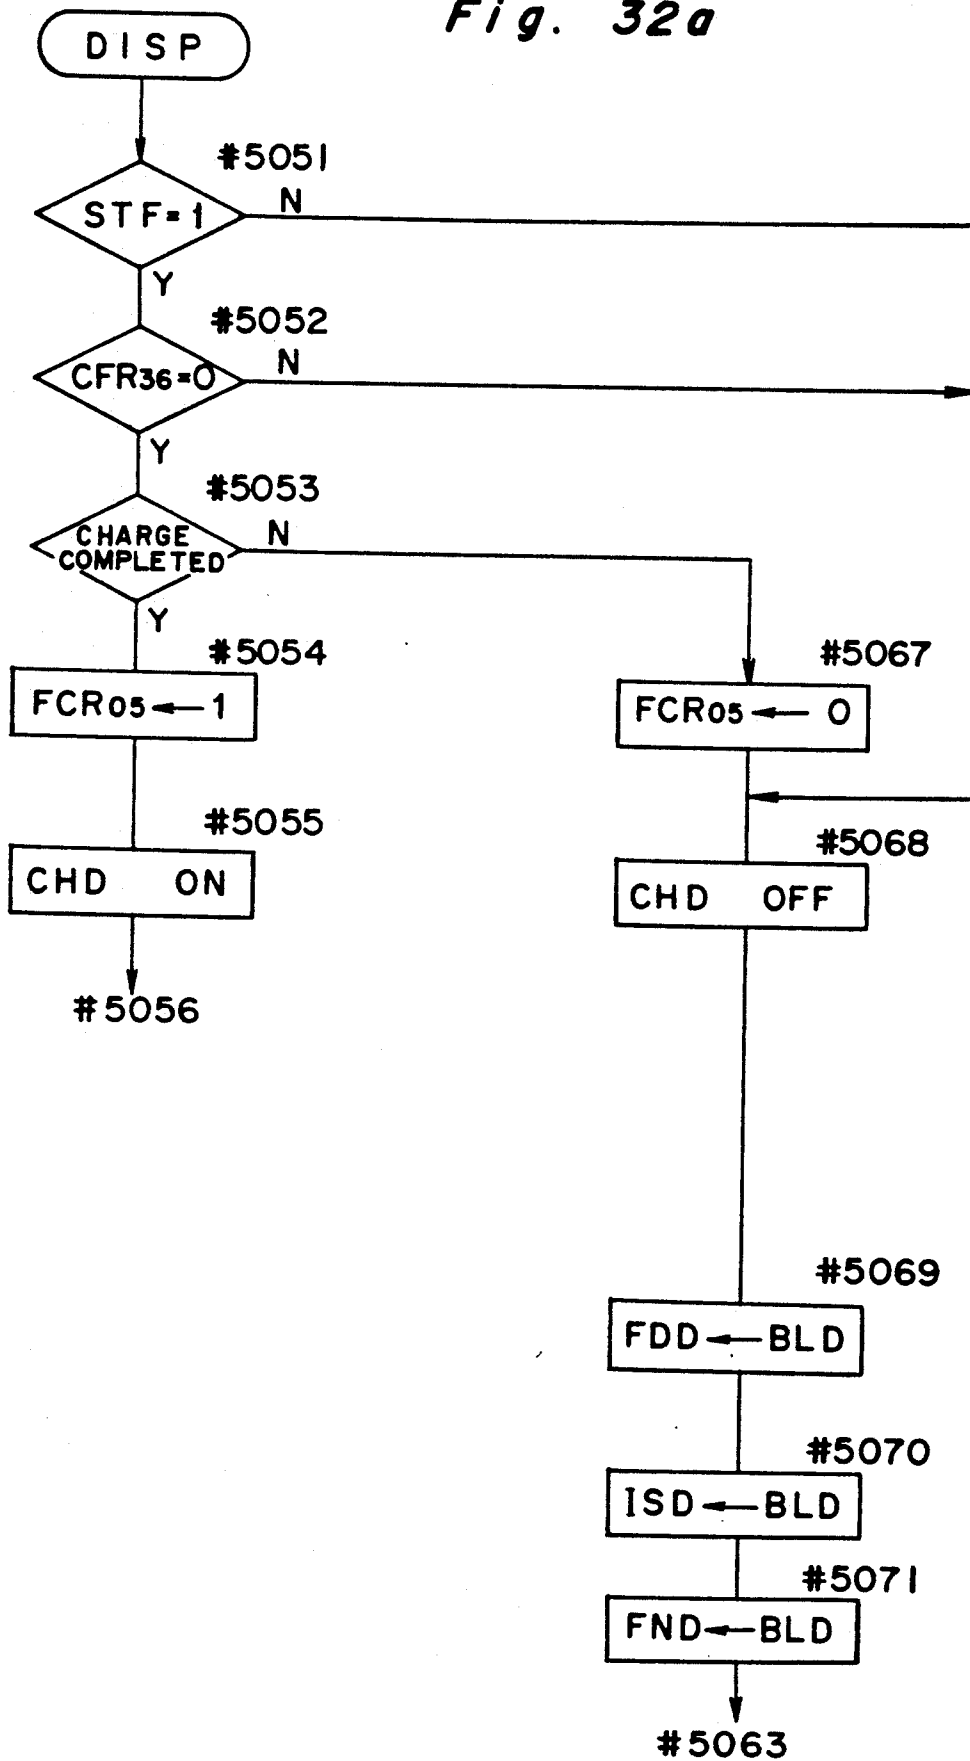 Fig. 32a
DISP
#5051
STF=1
N
Y
#5052
CFR36=0
N
Y
#5053
CHARGE
COMPLETED
N
Y
#5054
FCR05←1
#5055
CHD ON
#5056
#5067
FCR05←0
#5068
CHD OFF
#5069
FDD←BLD
#5070
ISD←BLD
#5071
FND←BLD
#5063